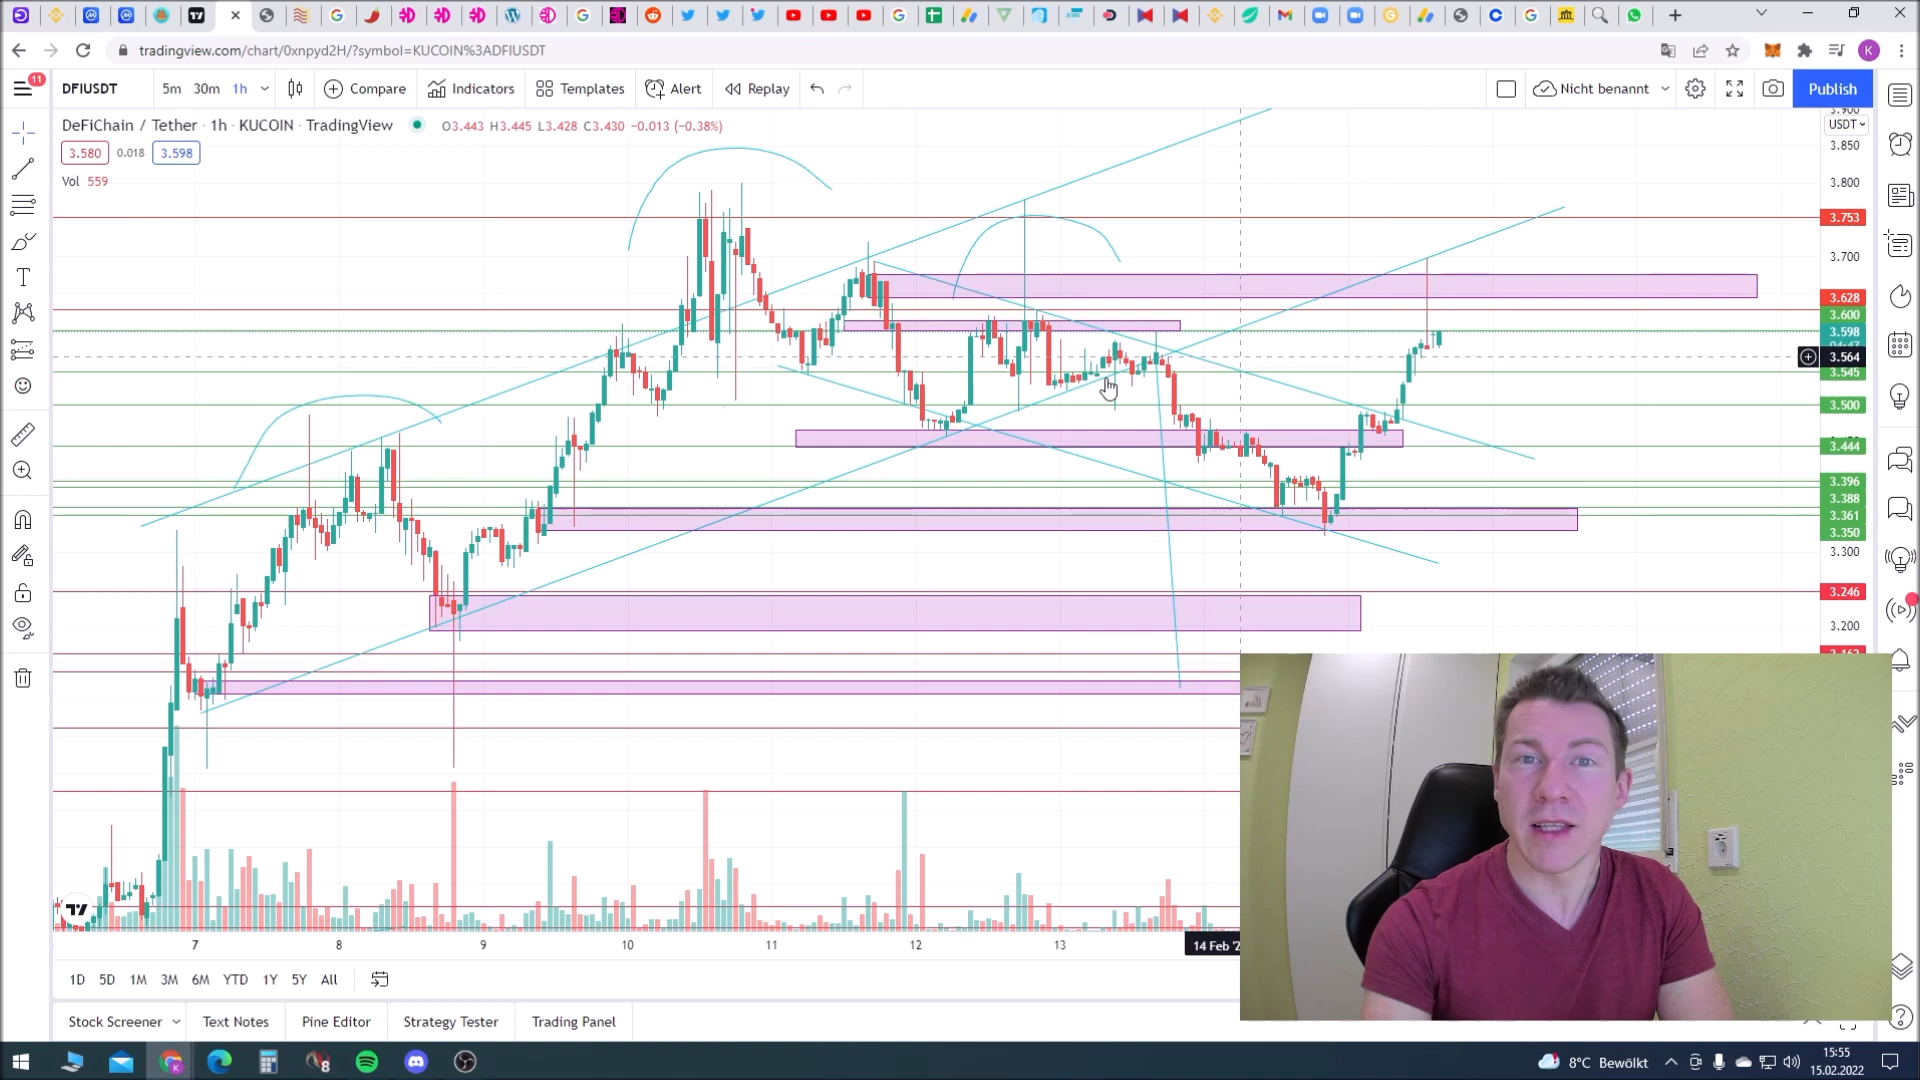 tradingview.com/chart/0xnpyd2H/?symbol=KUCOIN%3ADFIUSDT
K
11
DFIUSDT
5m 30m 1h
Compare
Indicators
Templates
Alert
Replay
Nicht benannt
Publish
DeFiChain / Tether · 1h · KUCOIN · TradingView
O3.443 H3.445 L3.428 C3.430 −0.013 (−0.38%)
3.580 0.018 3.598
Vol 559
USDT
3.850
3.800
3.753
3.700
3.628
3.600
3.598
3.564
3.545
3.500
3.444
3.396
3.388
3.361
3.350
3.300
3.246
3.200
7 8 9 10 11 12 13 14 Feb
1D 5D 1M 3M 6M YTD 1Y 5Y All
Stock Screener
Text Notes
Pine Editor
Strategy Tester
Trading Panel
8°C Bewölkt
15:55
15.02.2022